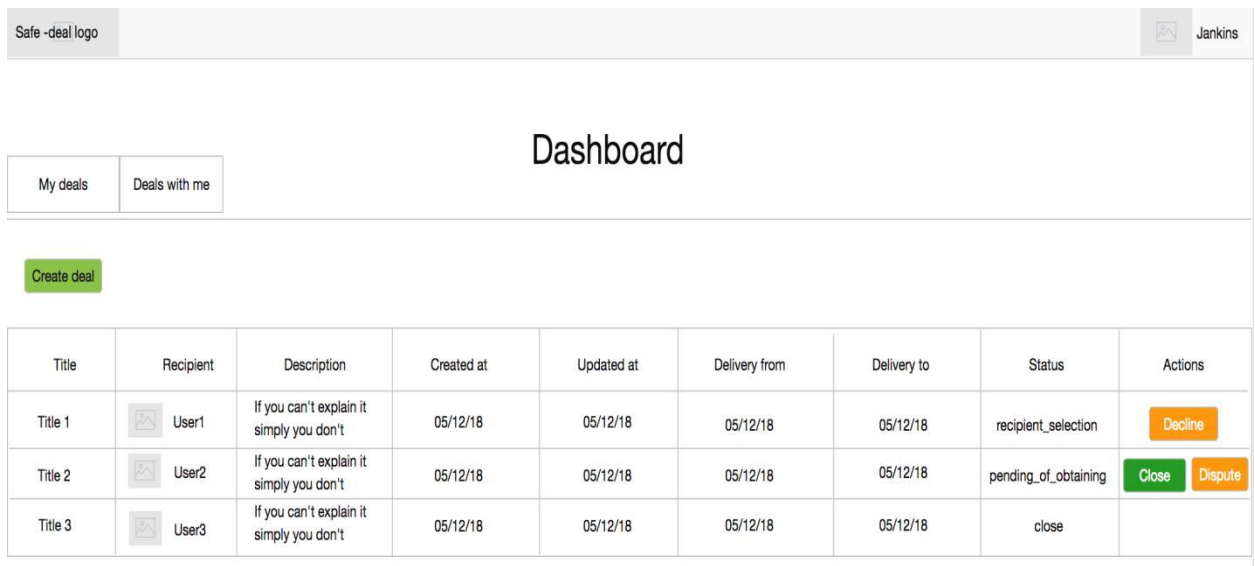 Safe -deal logo
Jankins
Dashboard
My deals
Deals with me
Create deal
Title Recipient Description Created at Updated at Delivery from Delivery to Status Actions
Title 1 User1 If you can't explain it
simply you don't 05/12/18 05/12/18 05/12/18 05/12/18 recipient_selection Decline
Title 2 User2 If you can't explain it
simply you don't 05/12/18 05/12/18 05/12/18 05/12/18 pending_of_obtaining Close Dispute
Title 3 User3 If you can't explain it
simply you don't 05/12/18 05/12/18 05/12/18 05/12/18 close